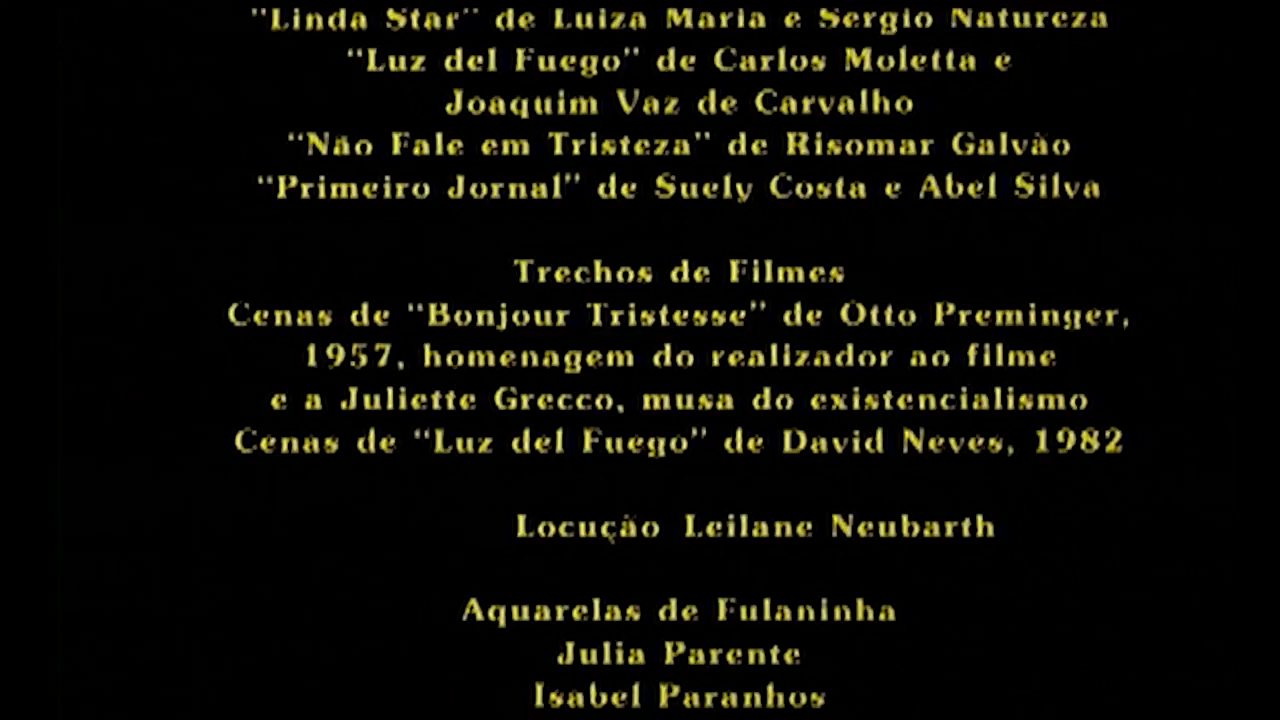 "Linda Star" de Luiza Maria e Sergio Natureza
"Luz del Fuego" de Carlos Moletta e
Joaquim Vaz de Carvalho
"Não Fale em Tristeza" de Risomar Galvão
"Primeiro Jornal" de Suely Costa e Abel Silva
Trechos de Filmes
Cenas de "Bonjour Tristesse" de Otto Preminger,
1957, homenagem do realizador ao filme
e a Juliette Grecco, musa do existencialismo
Cenas de "Luz del Fuego" de David Neves, 1982
Locução Leilane Neubarth
Aquarelas de Fulaninha
Julia Parente
Isabel Paranhos